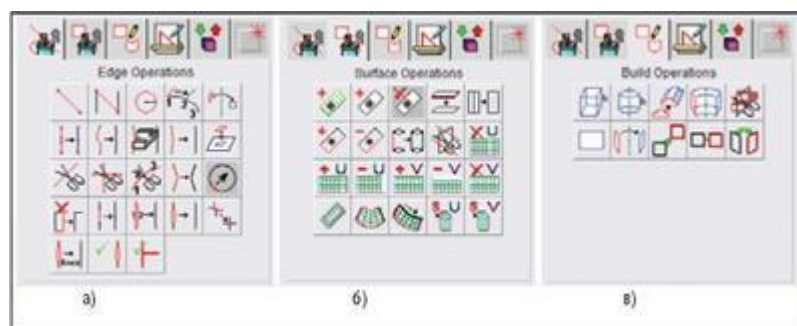 Edge Operations
Surface Operations
Build Operations
U
U
U
V
V
V
S U
S V
а)
б)
в)